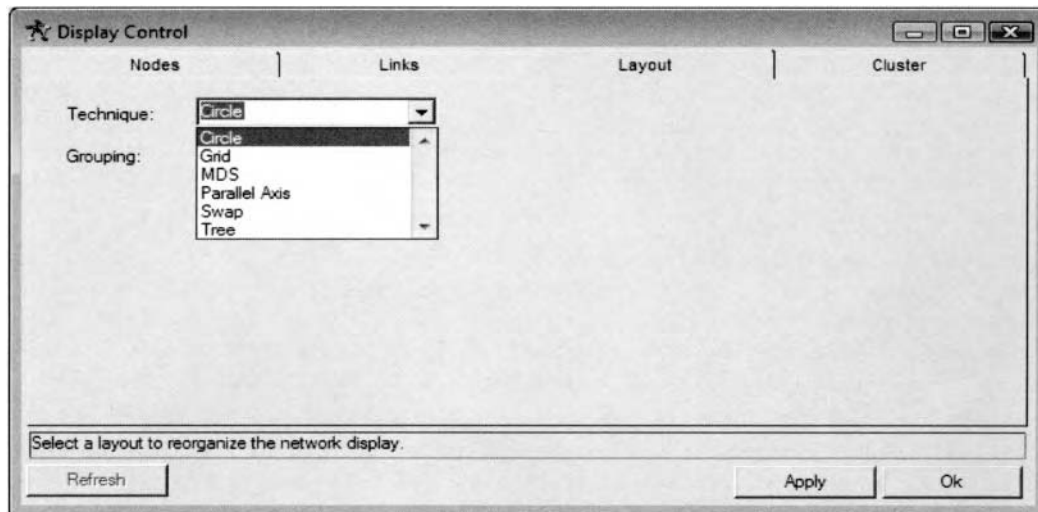 Display Control
Nodes Links Layout Cluster
Technique: Circle
Circle
Grouping:
Grid
MDS
Parallel Axis
Swap
Tree
Select a layout to reorganize the network display.
Refresh Apply Ok